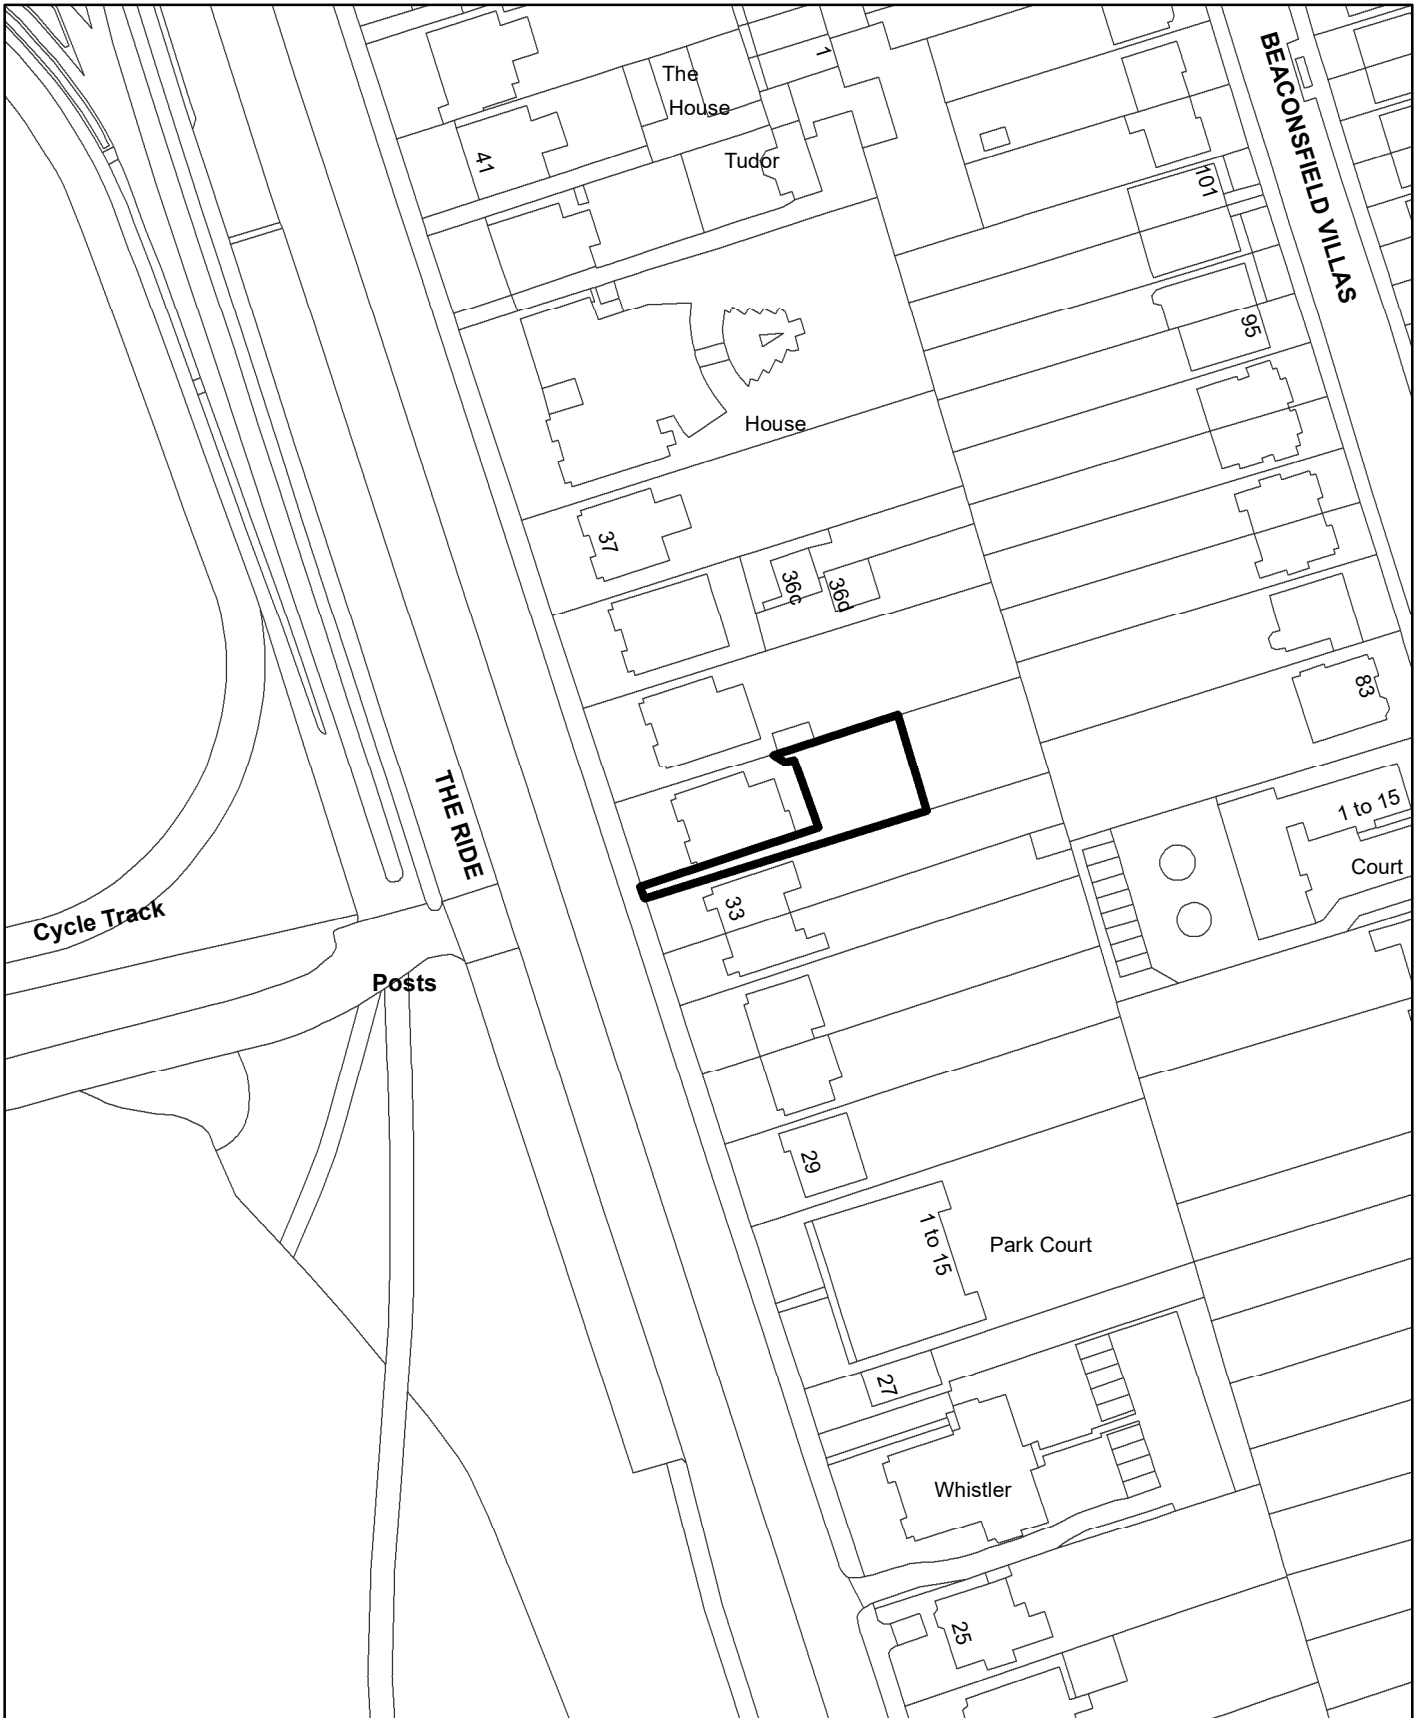 1
The
House
BEACONSFIELD VILLAS
Tudor
41
101
95
House
37
36c
36d
83
THE RIDE
1 to 15
Court
33
Cycle Track
Posts
29
1 to 15
Park Court
27
Whistler
25